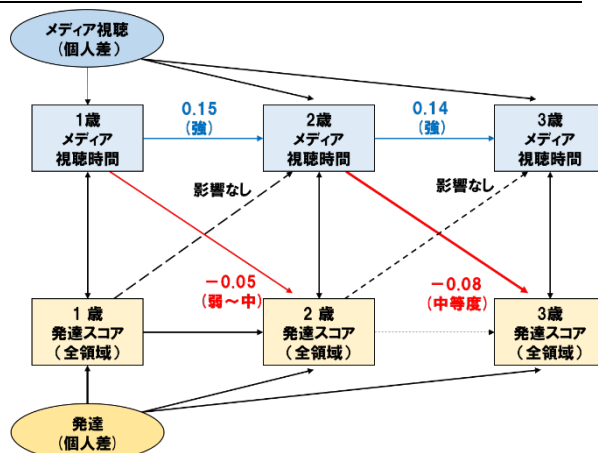 メディア視聴
(個人差)
1歳
メディア
視聴時間
0.15
(強)
2歳
メディア
視聴時間
0.14
(強)
3歳
メディア
視聴時間
影響なし
影響なし
-0.05
(弱~中)
-0.08
(中等度)
1 歳
発達スコア
(全領域)
2 歳
発達スコア
(全領域)
3歳
発達スコア
(全領域)
発達
(個人差)